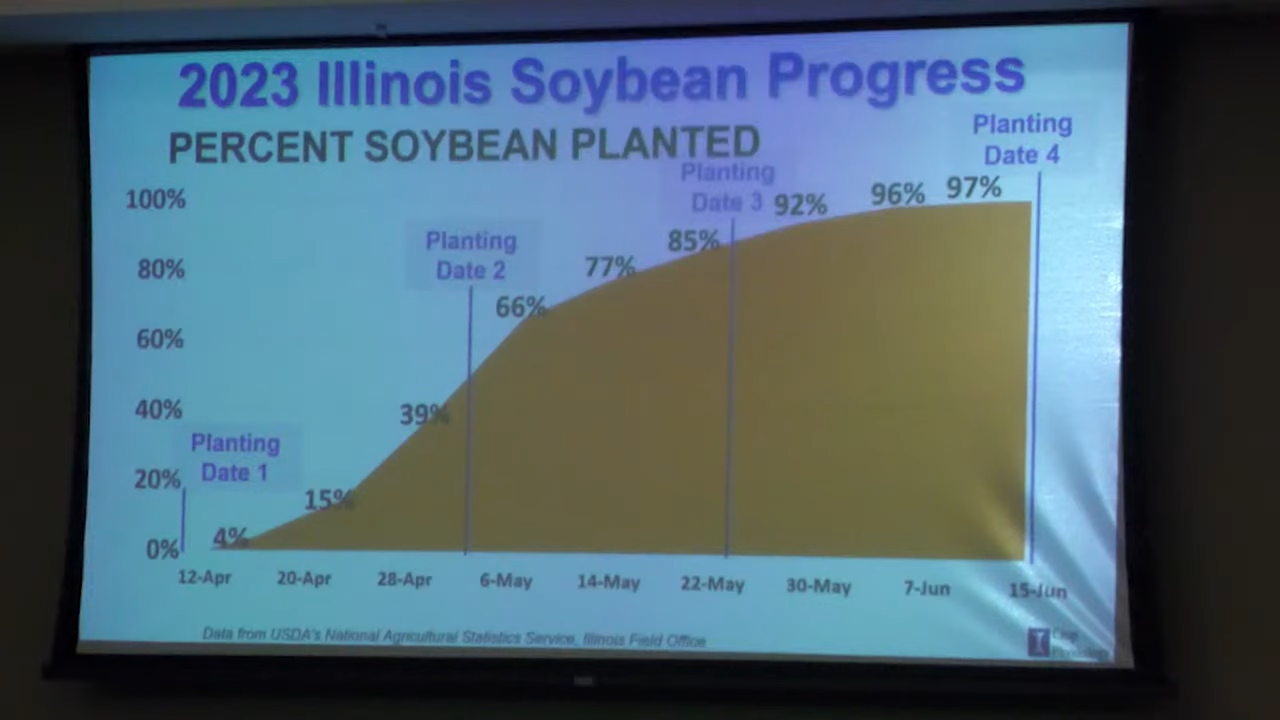 2023 Illinois Soybean Progress
PERCENT SOYBEAN PLANTED
Planting
Date 4
Planting
Date 3
100%
92%
96%
97%
Planting
Date 2
85%
80%
77%
66%
60%
40%
39%
Planting
Date 1
20%
15%
4%
0%
12-Apr
20-Apr
28-Apr
6-May
14-May
22-May
30-May
7-Jun
15-Jun
Data from USDA's National Agricultural Statistics Service, Illinois Field Office
I
Crop